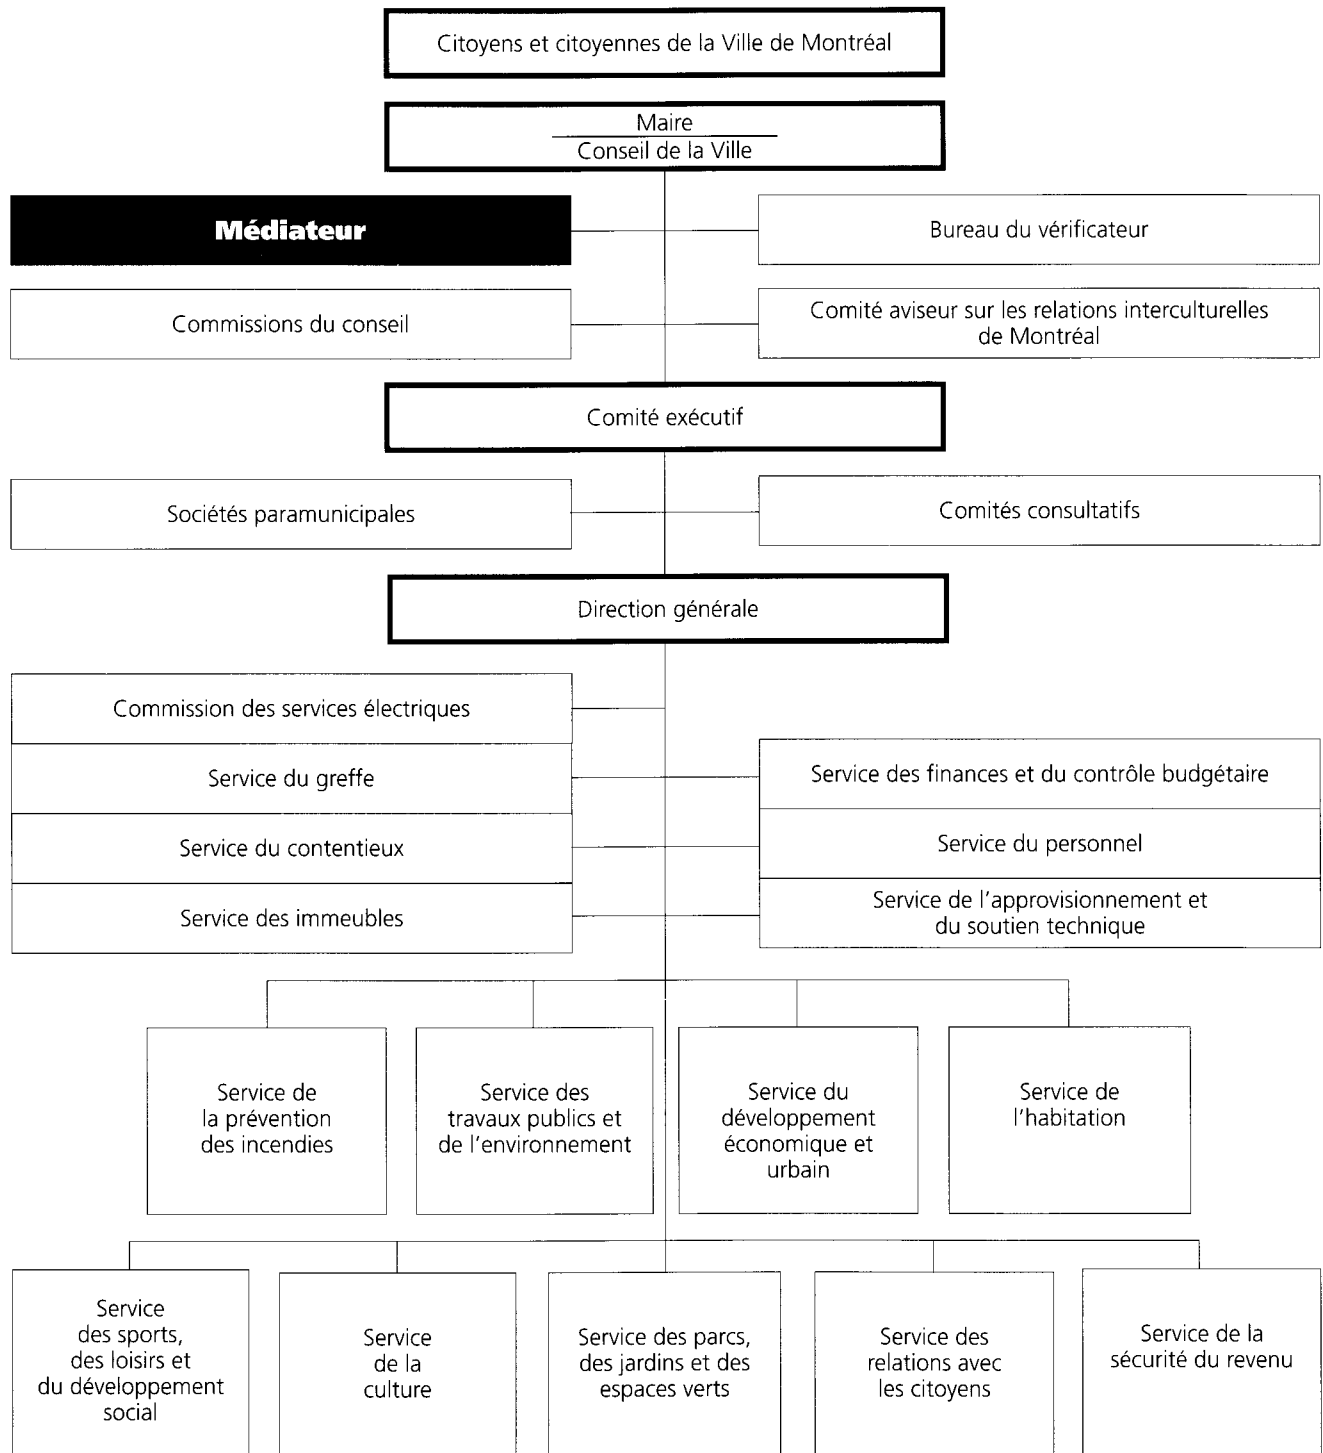 Citoyens et citoyennes de la Ville de Montréal
Maire
Conseil de la Ville
Médiateur
Bureau du vérificateur
Commissions du conseil
Comité aviseur sur les relations interculturelles
de Montréal
Comité exécutif
Sociétés paramunicipales
Comités consultatifs
Direction générale
Commission des services électriques
Service du greffe
Service des finances et du contrôle budgétaire
Service du contentieux
Service du personnel
Service des immeubles
Service de l'approvisionnement et
du soutien technique
Service de
la prévention
des incendies
Service des
travaux publics et
de l'environnement
Service du
développement
économique et
urbain
Service de
l'habitation
Service
des sports,
des loisirs et
du développement
social
Service
de la
culture
Service des parcs,
des jardins et des
espaces verts
Service des
relations avec
les citoyens
Service de la
sécurité du revenu